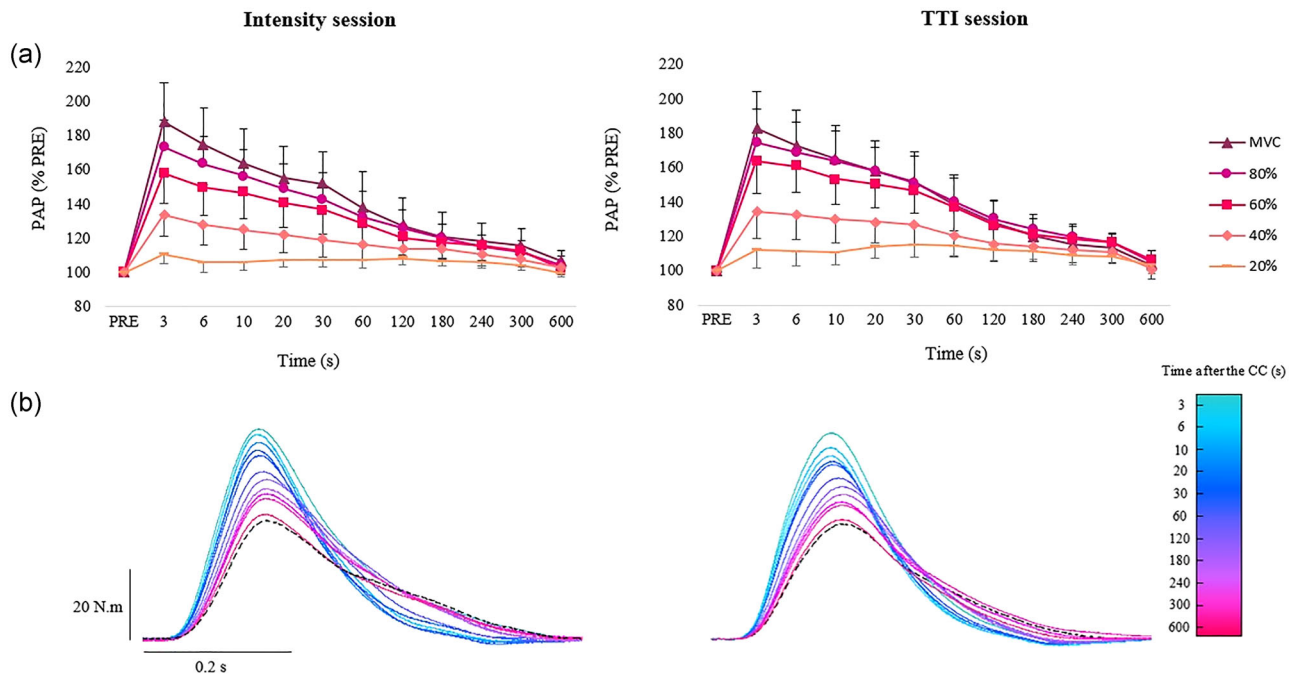 Intensity session
TTI session
(a)
PAP (% PRE)
220
200
180
160
140
120
100
80
PRE 3 6 10 20 30 60 120 180 240 300 600
Time (s)
PAP (% PRE)
220
200
180
160
140
120
100
80
PRE 3 6 10 20 30 60 120 180 240 300 600
Time (s)
MVC
80%
60%
40%
20%
(b)
20 N.m
0.2 s
Time after the CC (s)
3
6
10
20
30
60
120
180
240
300
600